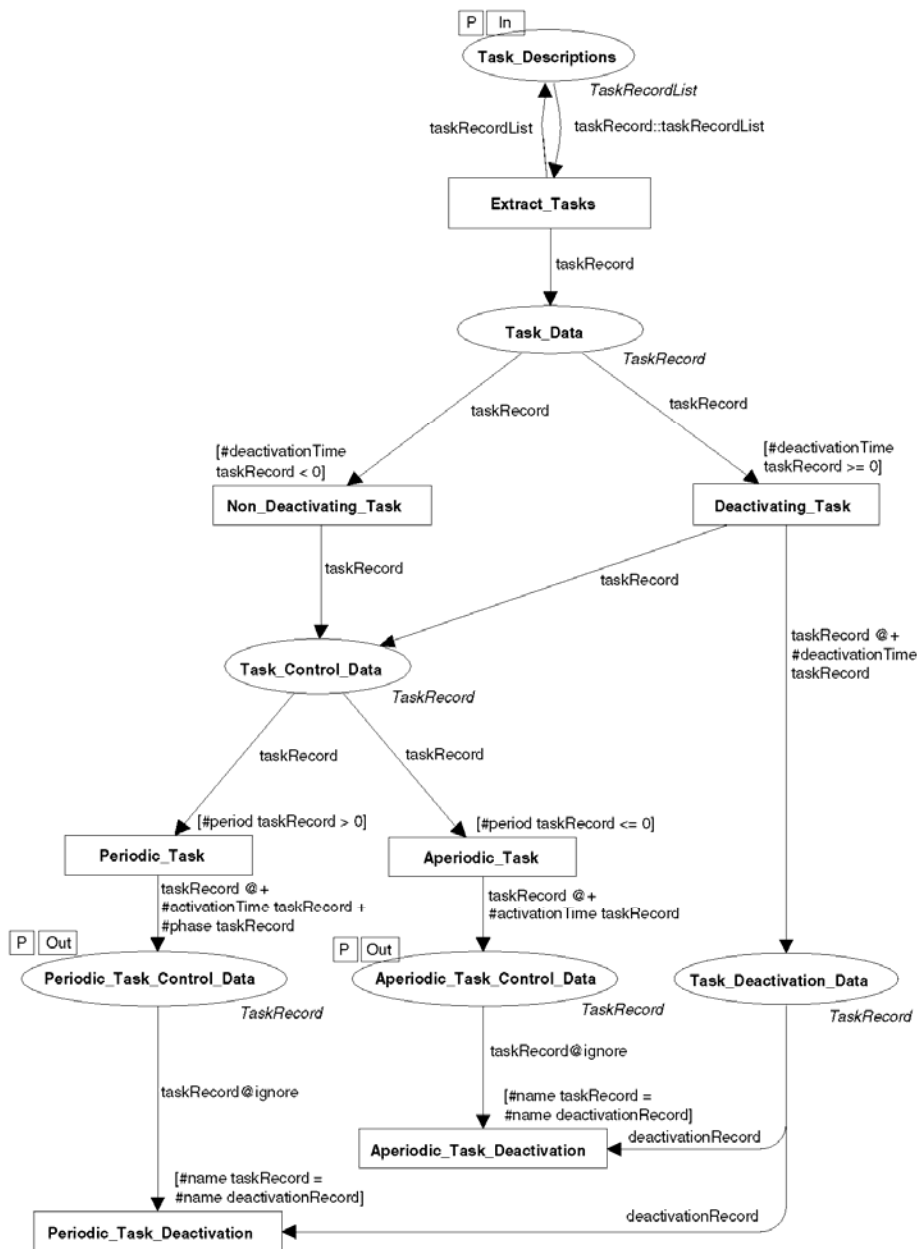 P In
Task_Descriptions
TaskRecordList
taskRecordList
taskRecord::taskRecordList
Extract_Tasks
taskRecord
Task_Data
TaskRecord
taskRecord
taskRecord
[#deactivationTime
taskRecord < 0]
[#deactivationTime
taskRecord >= 0]
Non_Deactivating_Task
Deactivating_Task
taskRecord
taskRecord
taskRecord @+
#deactivationTime
taskRecord
Task_Control_Data
TaskRecord
taskRecord
taskRecord
[#period taskRecord > 0]
[#period taskRecord <= 0]
Periodic_Task
Aperiodic_Task
taskRecord @+
#activationTime taskRecord +
#phase taskRecord
taskRecord @+
#activationTime taskRecord
P Out
P Out
Periodic_Task_Control_Data
Aperiodic_Task_Control_Data
Task_Deactivation_Data
TaskRecord
TaskRecord
TaskRecord
taskRecord@ignore
taskRecord@ignore
[#name taskRecord =
#name deactivationRecord]
deactivationRecord
Aperiodic_Task_Deactivation
[#name taskRecord =
#name deactivationRecord]
deactivationRecord
Periodic_Task_Deactivation